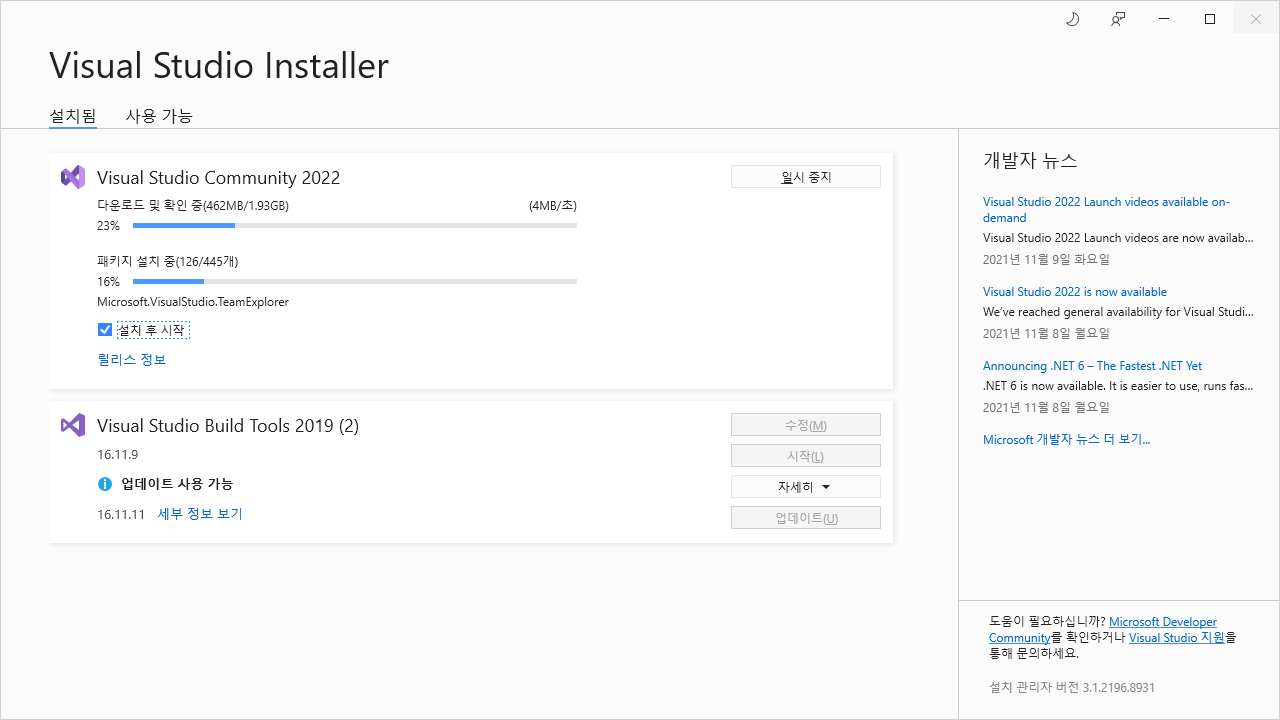 Visual Studio Installer
설치됨
사용 가능
Visual Studio Community 2022
일시 중지
다운로드 및 확인 중(462MB/1.93GB)
(4MB/초)
23%
패키지 설치 중(126/445개)
16%
Microsoft.VisualStudio.TeamExplorer
설치 후 시작
릴리스 정보
Visual Studio Build Tools 2019 (2)
수정(M)
16.11.9
시작(L)
업데이트 사용 가능
자세히
16.11.11 세부 정보 보기
업데이트(U)
개발자 뉴스
Visual Studio 2022 Launch videos available on-
demand
Visual Studio 2022 Launch videos are now availab...
2021년 11월 9일 화요일
Visual Studio 2022 is now available
We've reached general availability for Visual Studi...
2021년 11월 8일 월요일
Announcing .NET 6 – The Fastest .NET Yet
.NET 6 is now available. It is easier to use, runs fas...
2021년 11월 8일 월요일
Microsoft 개발자 뉴스 더 보기...
도움이 필요하십니까? Microsoft Developer
Community를 확인하거나 Visual Studio 지원을
통해 문의하세요.
설치 관리자 버전 3.1.2196.8931